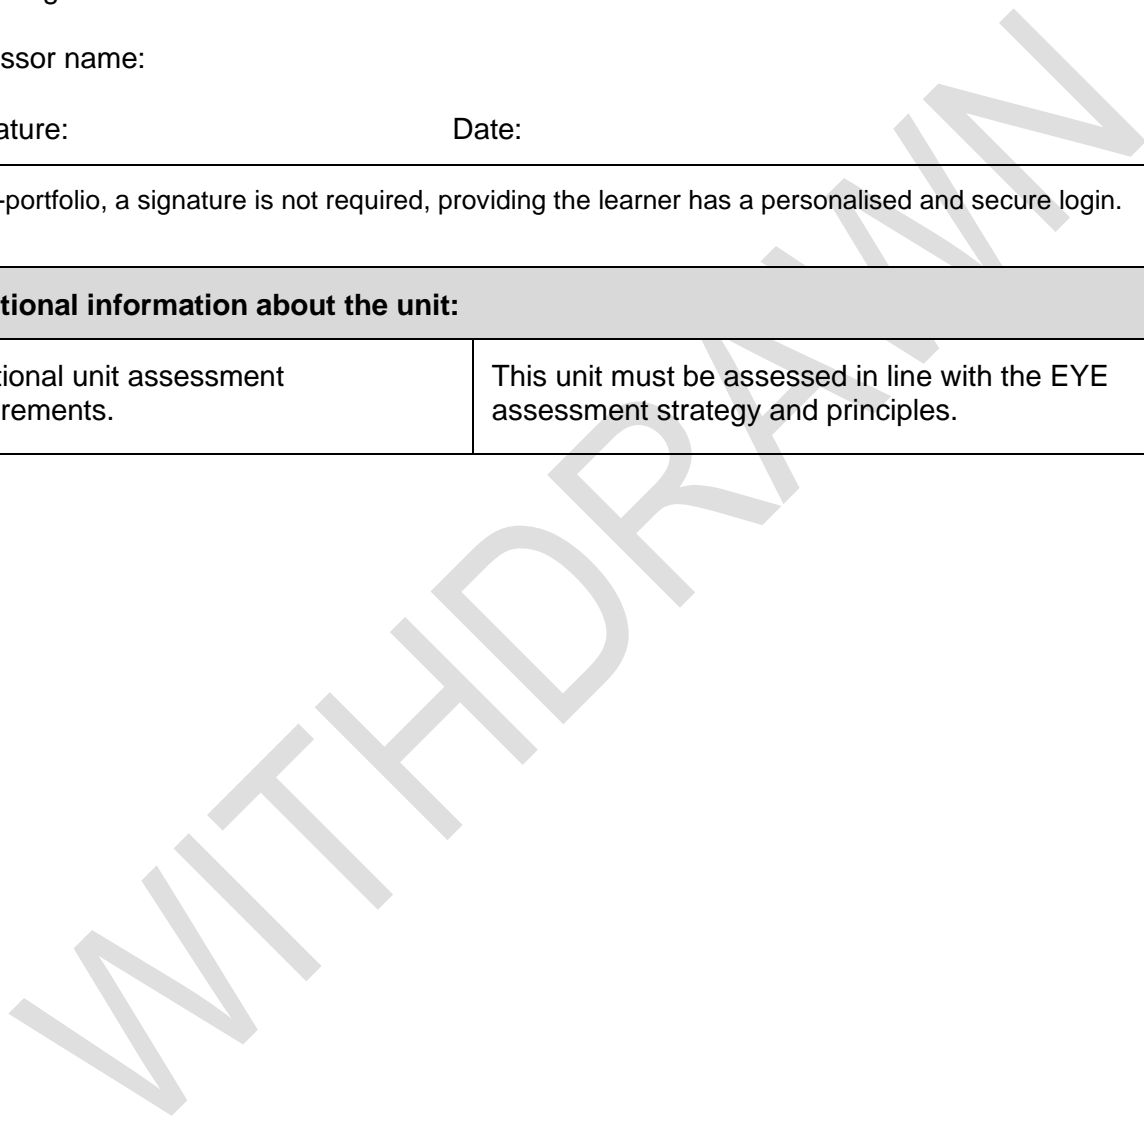 ssor name:
ature: Date:
-portfolio, a signature is not required, providing the learner has a personalised and secure login.
tional information about the unit:
tional unit assessment
rements.
This unit must be assessed in line with the EYE
assessment strategy and principles.
WITHDRAWN